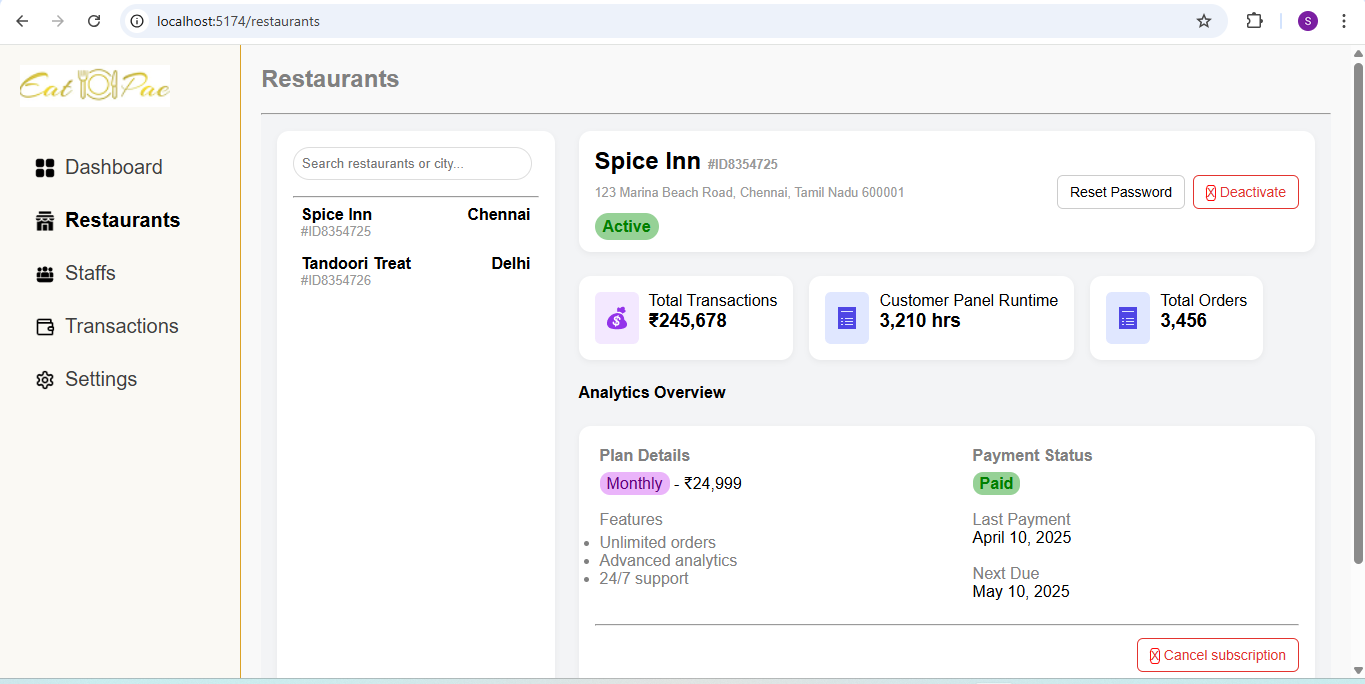 localhost:5174/restaurants
S
Eat Pac
Dashboard
Restaurants
Staffs
Transactions
Settings
Restaurants
Search restaurants or city...
Spice Inn Chennai
#ID8354725
Tandoori Treat Delhi
#ID8354726
Spice Inn #ID8354725
123 Marina Beach Road, Chennai, Tamil Nadu 600001
Active
Reset Password
Deactivate
Total Transactions
₹245,678
Customer Panel Runtime
3,210 hrs
Total Orders
3,456
Analytics Overview
Plan Details
Monthly - ₹24,999
Features
Unlimited orders
Advanced analytics
24/7 support
Payment Status
Paid
Last Payment
April 10, 2025
Next Due
May 10, 2025
Cancel subscription